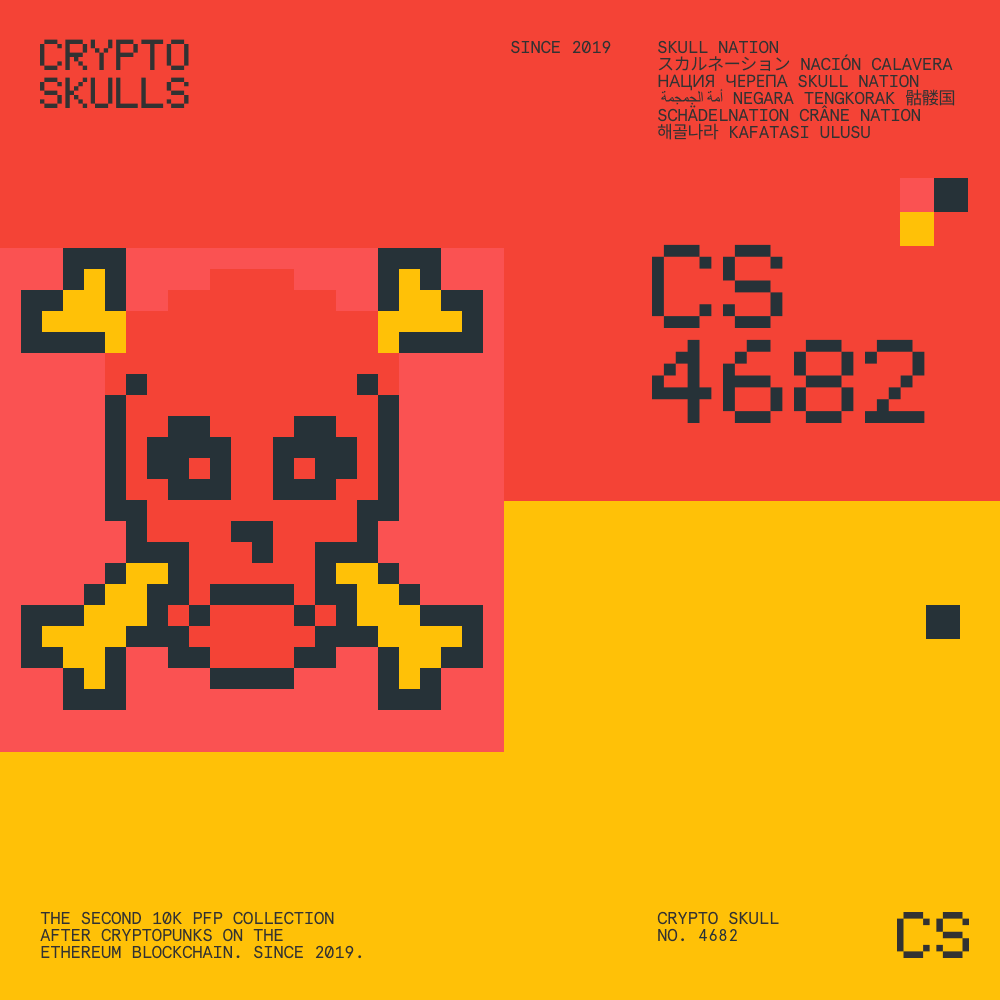 CRYPTO
SKULLS
SINCE 2019
SKULL NATION
スカルネーション NACIÓN CALAVERA
НАЦИЯ ЧЕРЕПА SKULL NATION
أمة الجمجمة NEGARA TENGKORAK 骷髅国
SCHÄDELNATION CRÂNE NATION
해골나라 KAFATASI ULUSU
CS
4682
THE SECOND 10K PFP COLLECTION
AFTER CRYPTOPUNKS ON THE
ETHEREUM BLOCKCHAIN. SINCE 2019.
CRYPTO SKULL
NO. 4682
CS